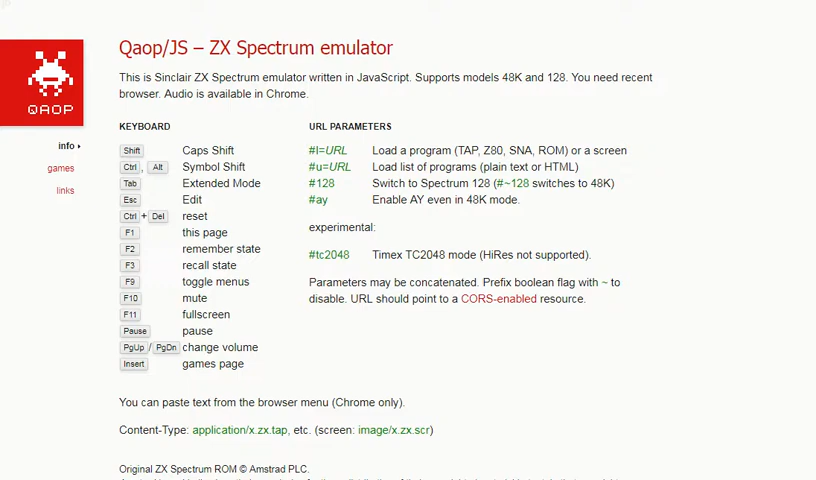 Qaop/JS – ZX Spectrum emulator
This is Sinclair ZX Spectrum emulator written in JavaScript. Supports models 48K and 128. You need recent
browser. Audio is available in Chrome.
QAOP
info
games
links
KEYBOARD
Shift Caps Shift
Ctrl , Alt Symbol Shift
Tab Extended Mode
Esc Edit
Ctrl + Del reset
F1 this page
F2 remember state
F3 recall state
F9 toggle menus
F10 mute
F11 fullscreen
Pause pause
PgUp / PgDn change volume
Insert games page
URL PARAMETERS
#l=URL Load a program (TAP, Z80, SNA, ROM) or a screen
#u=URL Load list of programs (plain text or HTML)
#128 Switch to Spectrum 128 (#~128 switches to 48K)
#ay Enable AY even in 48K mode.
experimental:
#tc2048 Timex TC2048 mode (HiRes not supported).
Parameters may be concatenated. Prefix boolean flag with ~ to
disable. URL should point to a CORS-enabled resource.
You can paste text from the browser menu (Chrome only).
Content-Type: application/x.zx.tap, etc. (screen: image/x.zx.scr)
Original ZX Spectrum ROM © Amstrad PLC.